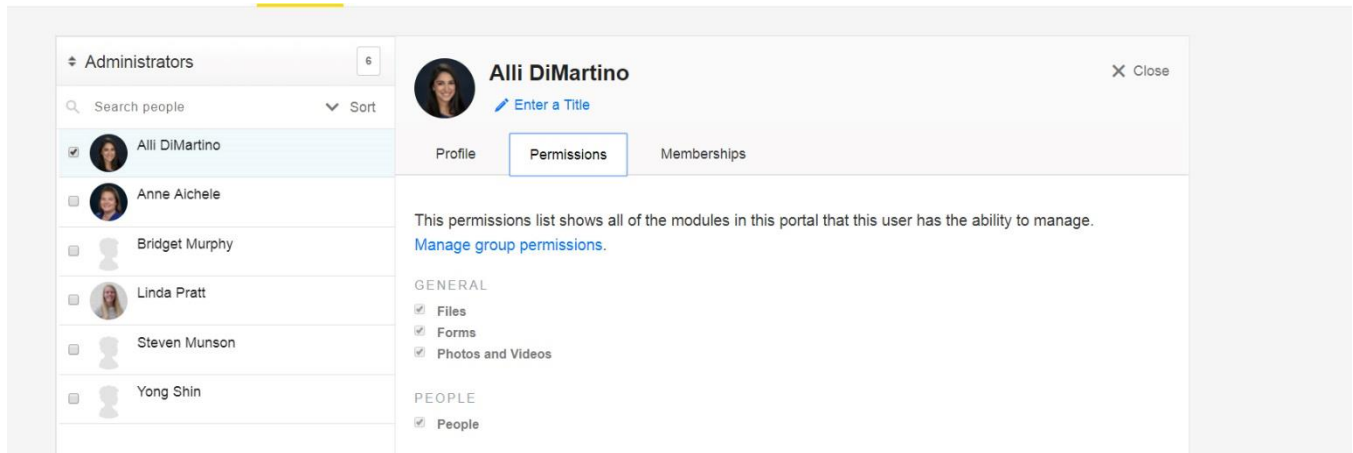 Administrators
6
Search people
Sort
Alli DiMartino
Anne Aichele
Bridget Murphy
Linda Pratt
Steven Munson
Yong Shin
Alli DiMartino
Enter a Title
Close
Profile
Permissions
Memberships
This permissions list shows all of the modules in this portal that this user has the ability to manage.
Manage group permissions.
GENERAL
Files
Forms
Photos and Videos
PEOPLE
People